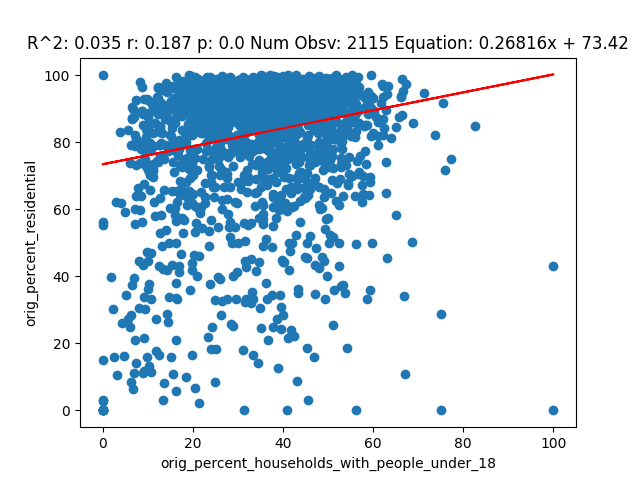 R^2: 0.035 r: 0.187 p: 0.0 Num Obsv: 2115 Equation: 0.26816x + 73.42
100
80
60
40
20
0
orig_percent_residential
0 20 40 60 80 100
orig_percent_households_with_people_under_18